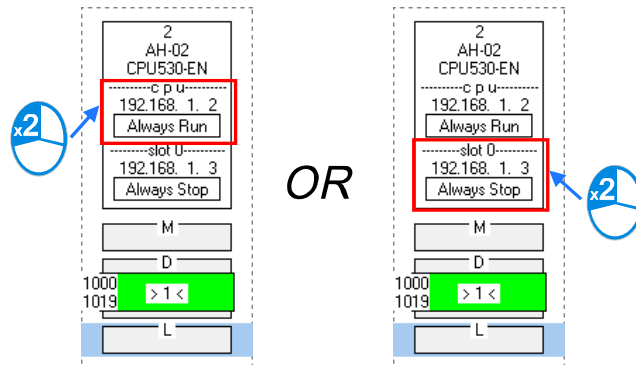 2
AH-02
CPU530-EN
--------c p u--------
192.168. 1. 2
Always Run
-------slot 0-------
192.168. 1. 3
Always Stop
M
D
1000
1019
> 1 <
L
x2
OR
2
AH-02
CPU530-EN
--------c p u--------
192.168. 1. 2
Always Run
-------slot 0-------
192.168. 1. 3
Always Stop
M
D
1000
1019
> 1 <
L
x2